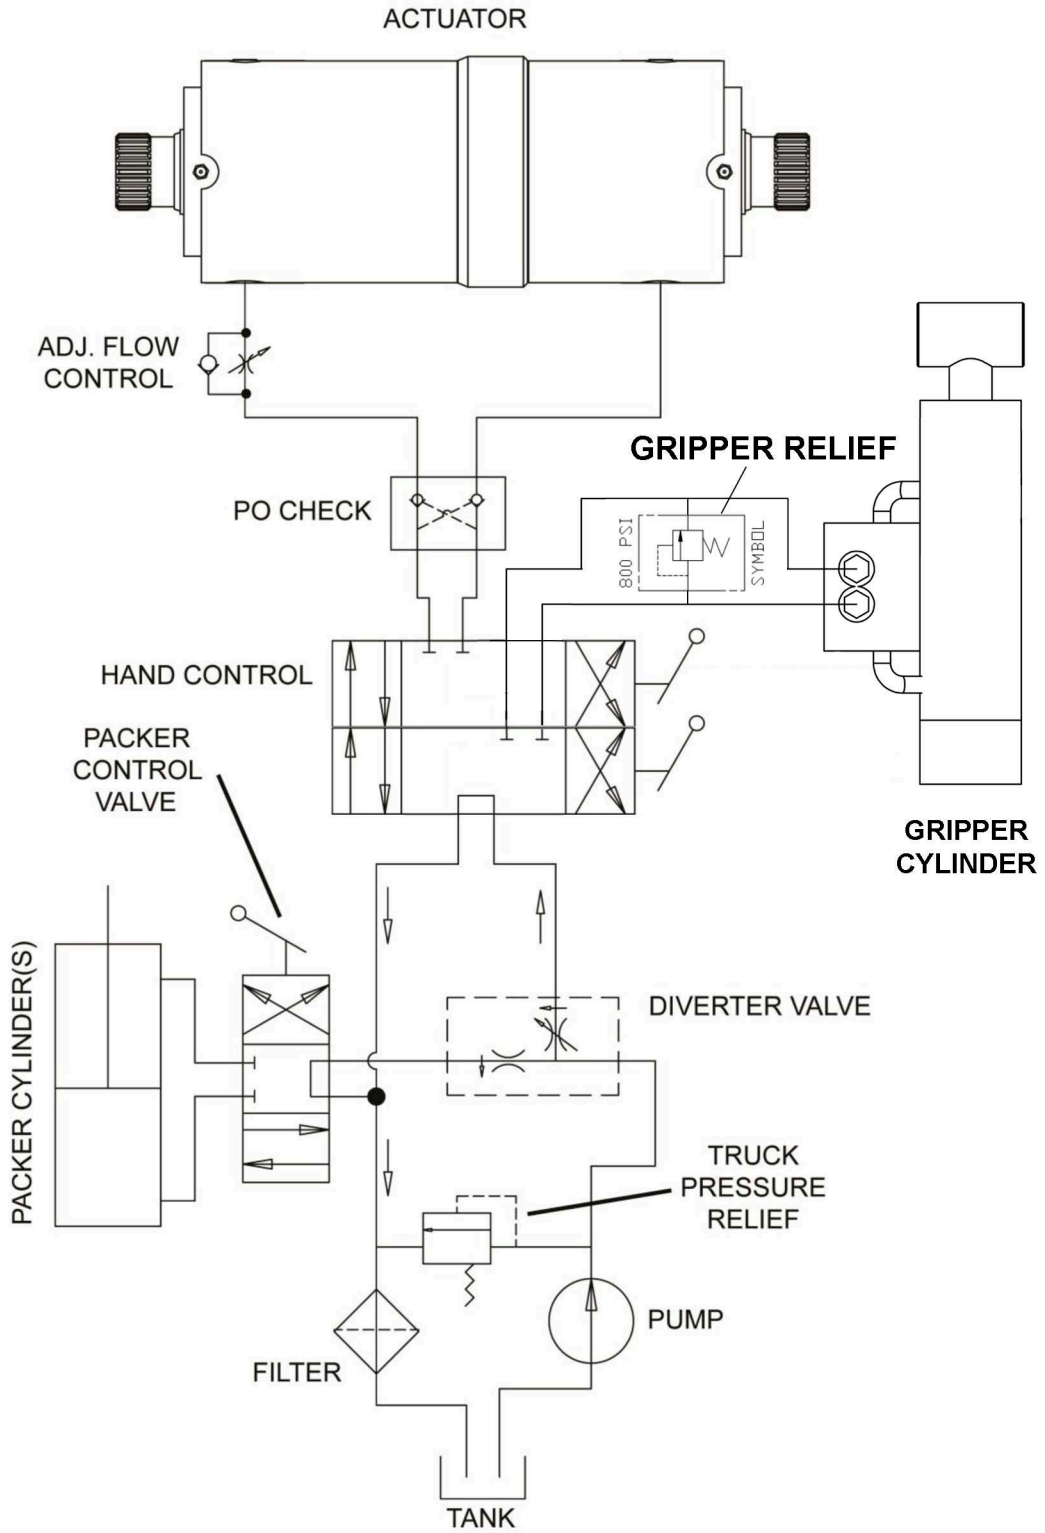 ACTUATOR
ADJ. FLOW
CONTROL
GRIPPER RELIEF
PO CHECK
800 PSI
SYMBOL
HAND CONTROL
PACKER
CONTROL
VALVE
GRIPPER
CYLINDER
PACKER CYLINDER(S)
DIVERTER VALVE
TRUCK
PRESSURE
RELIEF
PUMP
FILTER
TANK